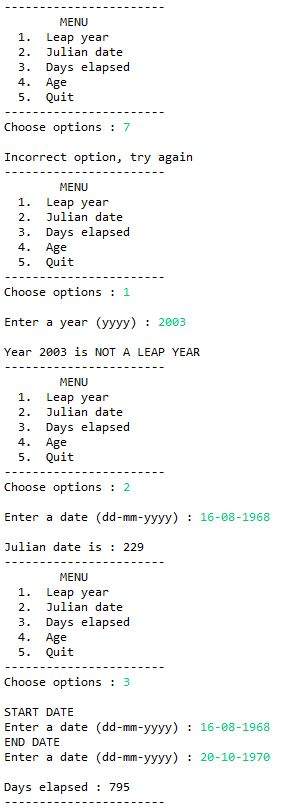 -----------------------
MENU
1. Leap year
2. Julian date
3. Days elapsed
4. Age
5. Quit
-----------------------
Choose options : 7
Incorrect option, try again
-----------------------
MENU
1. Leap year
2. Julian date
3. Days elapsed
4. Age
5. Quit
-----------------------
Choose options : 1
Enter a year (yyyy) : 2003
Year 2003 is NOT A LEAP YEAR
-----------------------
MENU
1. Leap year
2. Julian date
3. Days elapsed
4. Age
5. Quit
-----------------------
Choose options : 2
Enter a date (dd-mm-yyyy) : 16-08-1968
Julian date is : 229
-----------------------
MENU
1. Leap year
2. Julian date
3. Days elapsed
4. Age
5. Quit
-----------------------
Choose options : 3
START DATE
Enter a date (dd-mm-yyyy) : 16-08-1968
END DATE
Enter a date (dd-mm-yyyy) : 20-10-1970
Days elapsed : 795
-----------------------